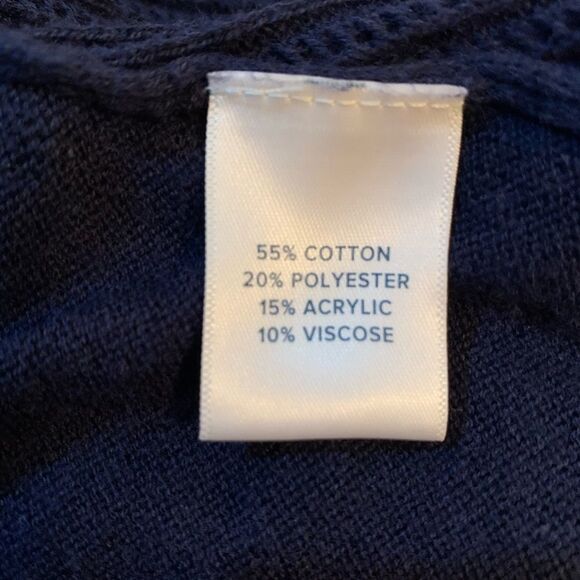 55% COTTON
20% POLYESTER
15% ACRYLIC
10% VISCOSE